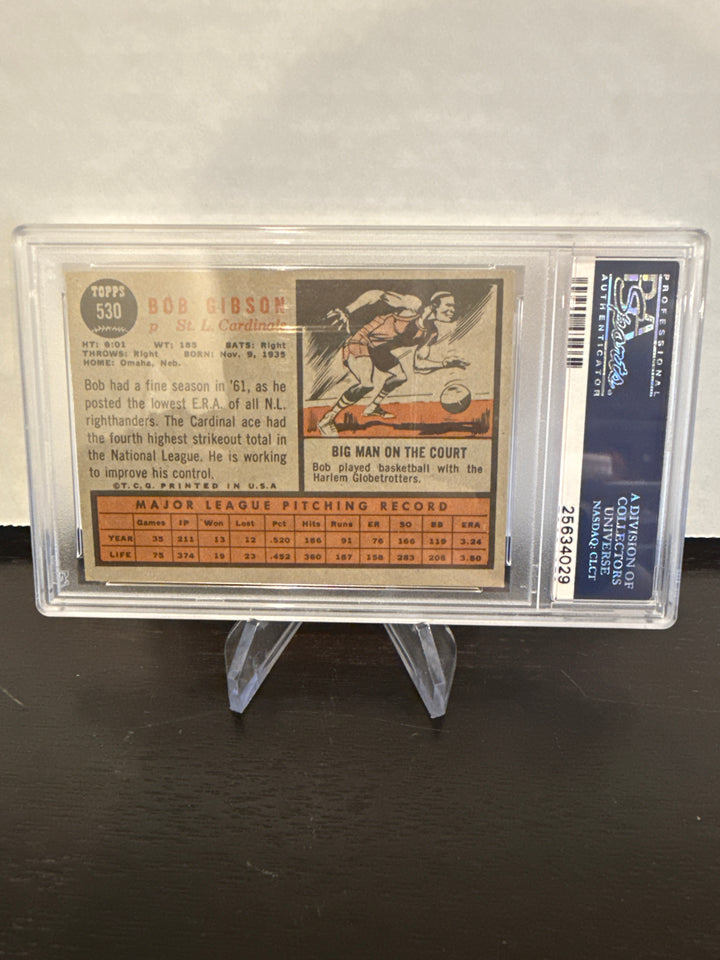 TOPPS
530
BOB GIBSON
p St. L. Cardinals
HT: 6:01 WT: 185 BATS: Right
THROWS: Right BORN: Nov. 9, 1935
HOME: Omaha, Neb.
Bob had a fine season in '61, as he
posted the lowest E.R.A. of all N.L.
righthanders. The Cardinal ace had
the fourth highest strikeout total in
the National League. He is working
to improve his control.
©T.C.G. PRINTED IN U.S.A
BIG MAN ON THE COURT
Bob played basketball with the
Harlem Globetrotters.
MAJOR LEAGUE PITCHING RECORD
Games IP Won Lost Pct Hits Runs ER SO BB ERA
YEAR 35 211 13 12 .520 186 91 76 166 119 3.24
LIFE 75 374 19 23 .452 360 187 158 283 208 3.80
PROFESSIONAL
PSA
Sports
AUTHENTICATOR
A DIVISION OF
COLLECTORS
UNIVERSE
NASDAQ: CLCT
25634029